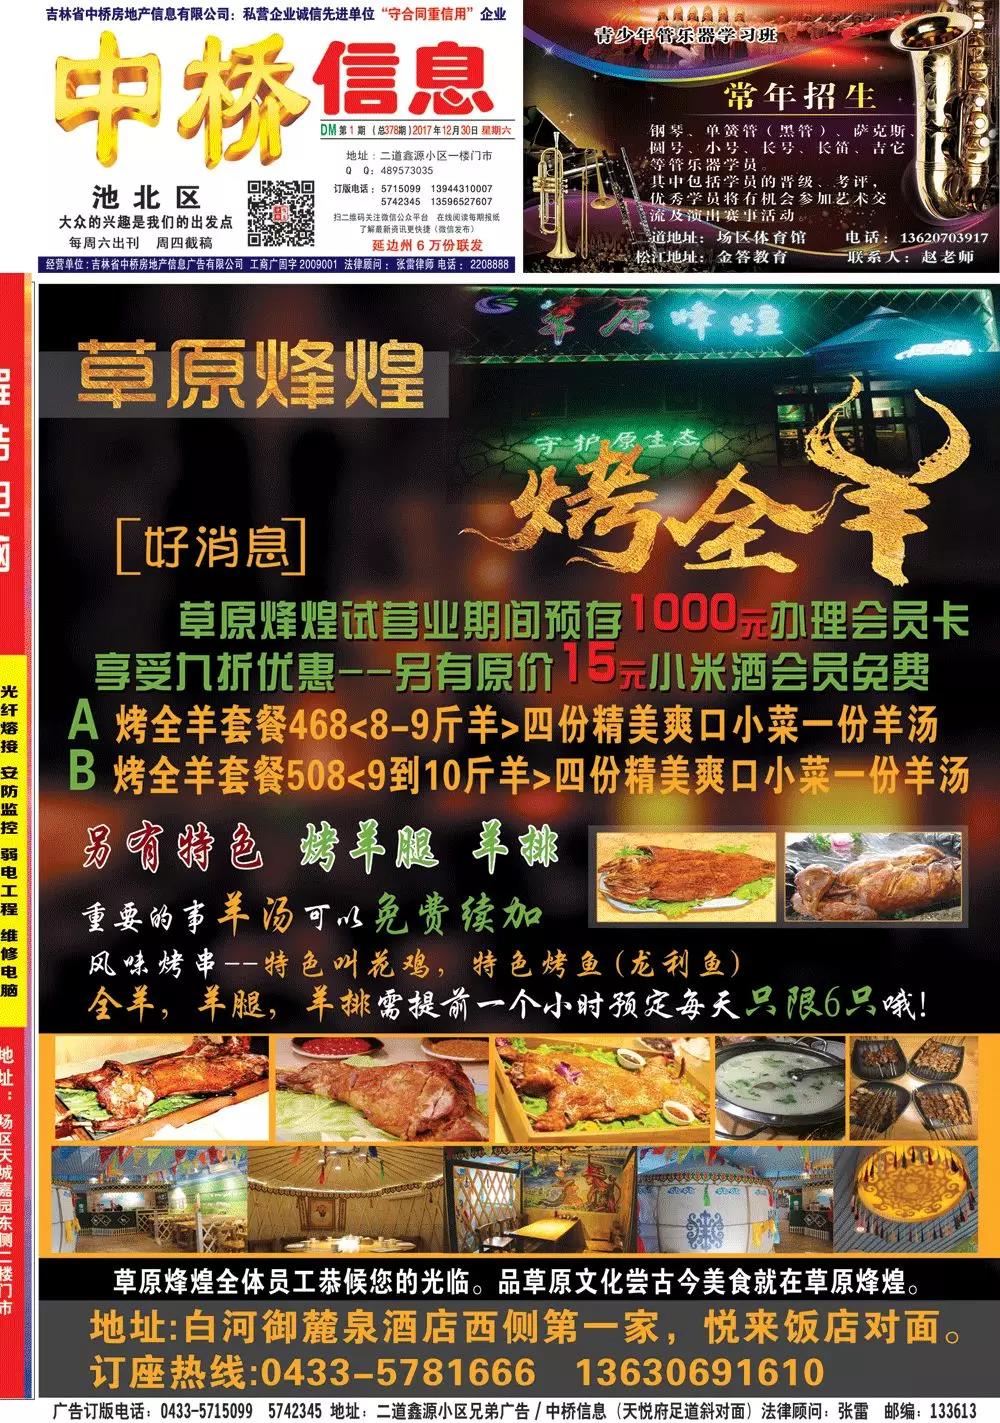 吉林省中桥房地产信息有限公司：私营企业诚信先进单位“守合同重信用”企业
中桥信息
DM 第1期（总378期）2017年12月30日 星期六
地址：二道鑫源小区一楼门市
Q Q：489573035
池北区
大众的兴趣是我们的出发点
每周六出刊 周四截稿
订版电话：5715099 13944310007
5742345 13596527607
扫二维码关注微信公众平台 在线阅读每期报纸
了解最新资讯更快捷（微信发布）
延边州6万份联发
经营单位:吉林省中桥房地产信息广告有限公司 工商广固字2009001 法律顾问：张雷律师 电话：2208888
青少年管乐器学习班
常年招生
钢琴、单簧管（黑管）、萨克斯、
圆号、小号、长号、长笛、吉它
等管乐器学员。
其中包括学员的晋级、考评，
优秀学员将有机会参加艺术交
流及演出赛事活动。
道地址：场区体育馆 电话：13620703917
松江地址：金答教育 联系人：赵老师
光纤熔接 安防监控 弱电工程 维修电脑
地址：场区天城嘉园东侧二楼门市
草原烽煌
草原烽煌
守护原生态
烤全羊
[好消息]
草原烽煌试营业期间预存1000元办理会员卡
享受九折优惠--另有原价15元小米酒会员免费
A 烤全羊套餐468<8-9斤羊>四份精美爽口小菜一份羊汤
B 烤全羊套餐508<9到10斤羊>四份精美爽口小菜一份羊汤
另有特色 烤羊腿 羊排
重要的事羊汤可以免费续加
风味烤串--特色叫花鸡，特色烤鱼(龙利鱼)
全羊，羊腿，羊排需提前一个小时预定每天只限6只哦!
草原烽煌全体员工恭候您的光临。品草原文化尝古今美食就在草原烽煌。
地址:白河御麓泉酒店西侧第一家，悦来饭店对面。
订座热线:0433-5781666 13630691610
广告订版电话：0433-5715099 5742345 地址：二道鑫源小区兄弟广告/中桥信息（天悦府足道斜对面）法律顾问：张雷 邮编：133613